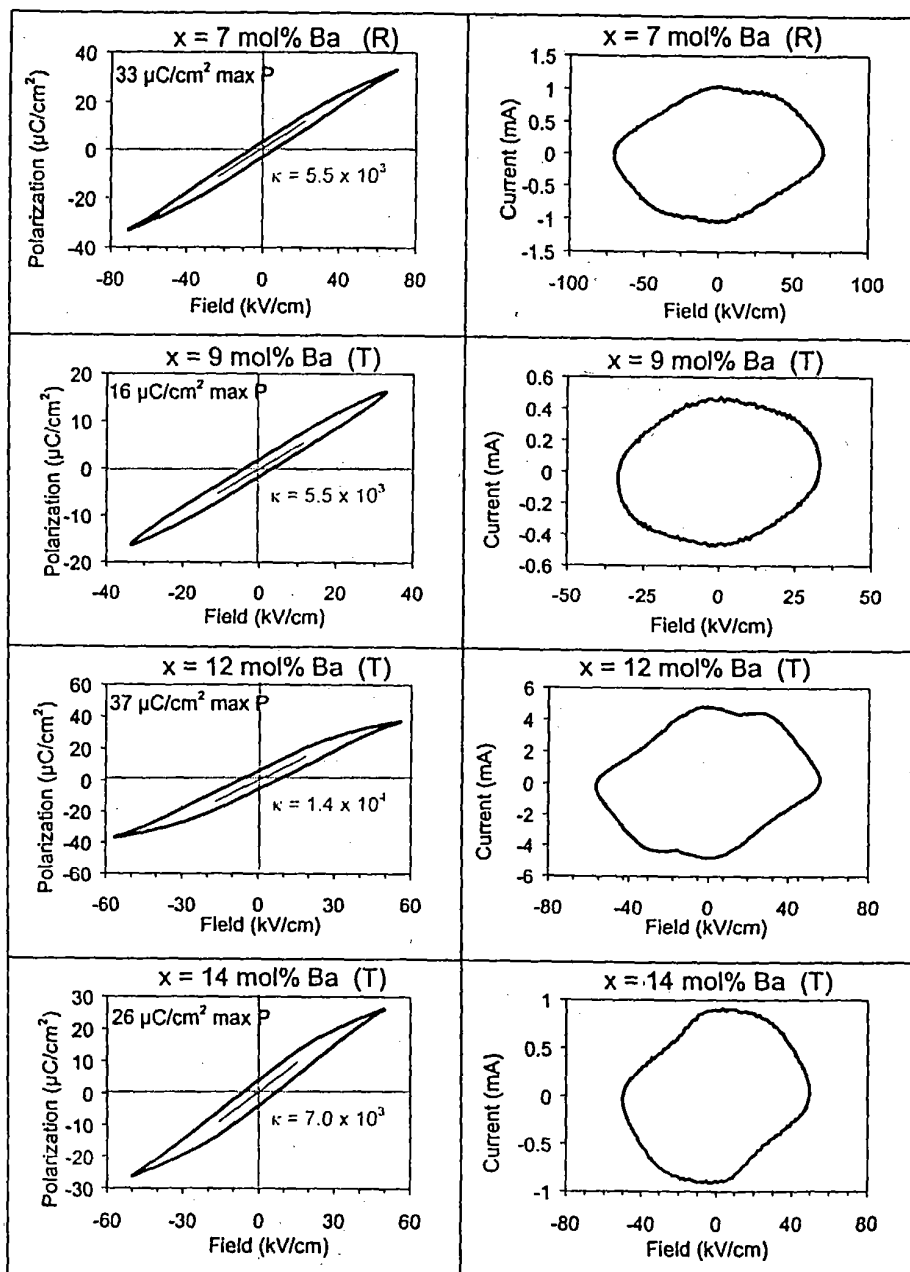 x = 7 mol% Ba (R)
33 µC/cm² max P
κ = 5.5 x 10³
Polarization (µC/cm²)
40
20
0
-20
-40
-80 -40 0 40 80
Field (kV/cm)
x = 7 mol% Ba (R)
Current (mA)
1.5
1
0.5
0
-0.5
-1
-1.5
-100 -50 0 50 100
Field (kV/cm)
x = 9 mol% Ba (T)
16 µC/cm² max P
κ = 5.5 x 10³
Polarization (µC/cm²)
20
10
0
-10
-20
-40 -20 0 20 40
Field (kV/cm)
x = 9 mol% Ba (T)
Current (mA)
0.6
0.4
0.2
0
-0.2
-0.4
-0.6
-50 -25 0 25 50
Field (kV/cm)
x = 12 mol% Ba (T)
37 µC/cm² max P
κ = 1.4 x 10⁴
Polarization (µC/cm²)
60
40
20
0
-20
-40
-60
-60 -30 0 30 60
Field (kV/cm)
x = 12 mol% Ba (T)
Current (mA)
6
4
2
0
-2
-4
-6
-80 -40 0 40 80
Field (kV/cm)
x = 14 mol% Ba (T)
26 µC/cm² max P
κ = 7.0 x 10³
Polarization (µC/cm²)
30
20
10
0
-10
-20
-30
-60 -30 0 30 60
Field (kV/cm)
x = 14 mol% Ba (T)
Current (mA)
1
0.5
0
-0.5
-1
-80 -40 0 40 80
Field (kV/cm)